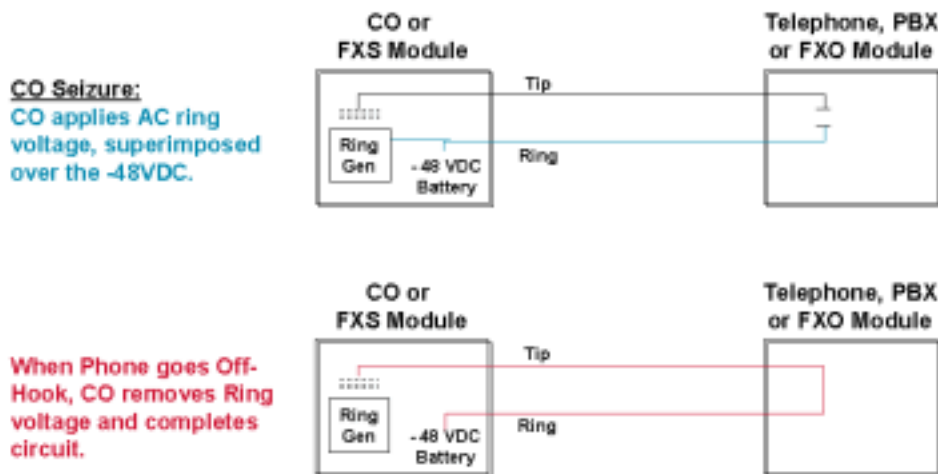 CO or
FXS Module
Telephone, PBX
or FXO Module
CO Seizure:
CO applies AC ring
voltage, superimposed
over the -48VDC.
Tip
Ring
Gen
Ring
- 48 VDC
Battery
CO or
FXS Module
Telephone, PBX
or FXO Module
When Phone goes Off-
Hook, CO removes Ring
voltage and completes
circuit.
Tip
Ring
Gen
Ring
- 48 VDC
Battery